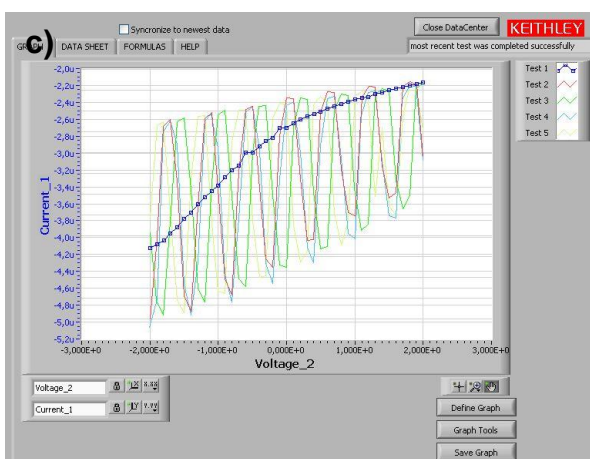 c)
Syncronize to newest data
Close DataCenter
KEITHLEY
DATA SHEET
FORMULAS
HELP
most recent test was completed successfully
Test 1
Test 2
Test 3
Test 4
Test 5
-2,0u
-2,2u
-2,4u
-2,6u
-2,8u
-3,0u
-3,2u
-3,4u
-3,6u
-3,8u
-4,0u
-4,2u
-4,4u
-4,6u
-4,8u
-5,0u
-5,2u
Current_1
-3,000E+0
-2,000E+0
-1,000E+0
0,000E+0
1,000E+0
2,000E+0
3,000E+0
Voltage_2
Voltage_2
Current_1
X.XX
Y.YY
Define Graph
Graph Tools
Save Graph